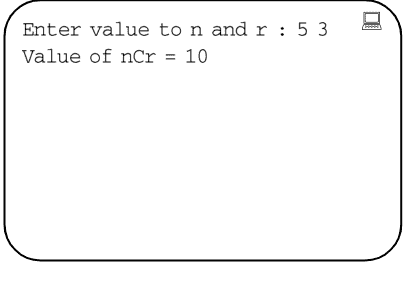 Enter value to n and r : 5 3
Value of nCr = 10